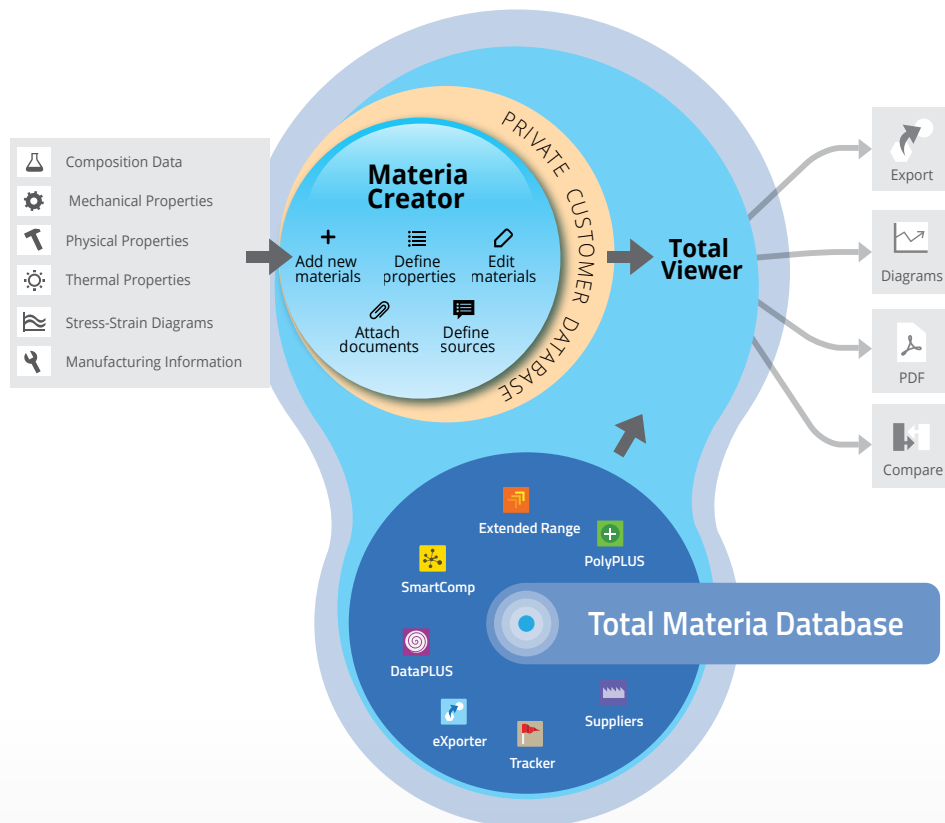 Composition Data
Mechanical Properties
Physical Properties
Thermal Properties
Stress-Strain Diagrams
Manufacturing Information
Materia
Creator
Add new
materials
Define
properties
Edit
materials
Attach
documents
Define
sources
PRIVATE CUSTOMER DATABASE
Total
Viewer
Export
Diagrams
PDF
Compare
Extended Range
PolyPLUS
SmartComp
Total Materia Database
DataPLUS
Suppliers
eXporter
Tracker